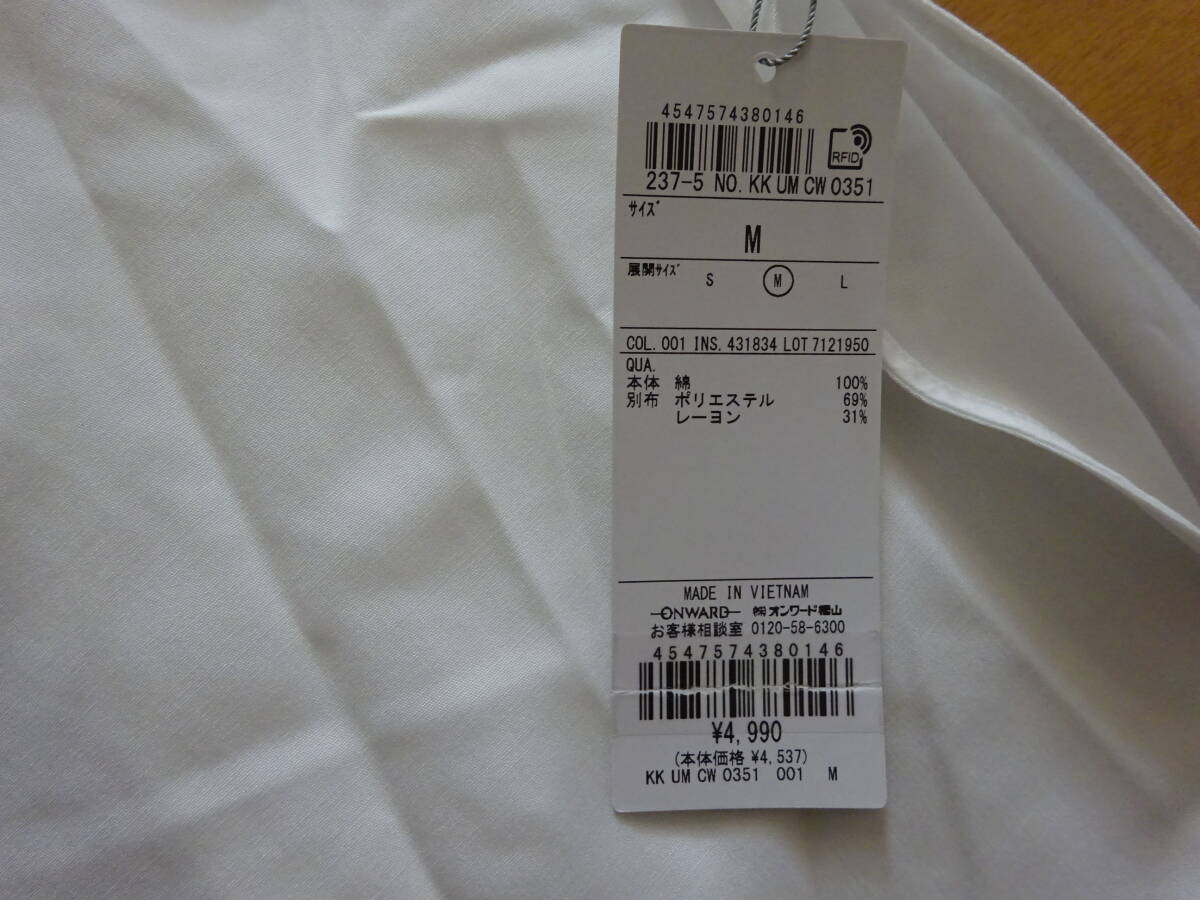 4547574380146
RFID
237-5 NO. KK UM CW 0351
ｻｲｽﾞ
M
展開ｻｲｽﾞ S M L
COL. 001 INS. 431834 LOT 7121950
QUA.
本体 綿 100%
別布 ポリエステル 69%
レーヨン 31%
MADE IN VIETNAM
ONWARD ㈱オンワード樫山
お客様相談室 0120-58-6300
4547574380146
¥4,990
(本体価格 ¥4,537)
KK UM CW 0351 001 M